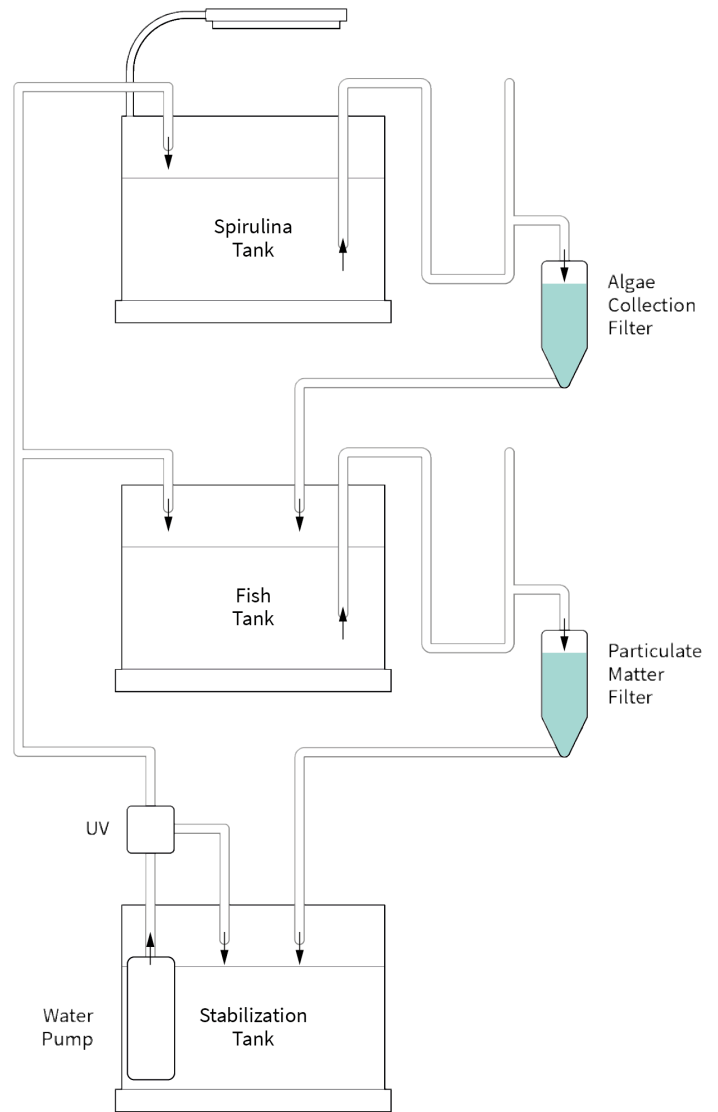 Spirulina
Tank
Algae
Collection
Filter
Fish
Tank
Particulate
Matter
Filter
UV
Water
Pump
Stabilization
Tank